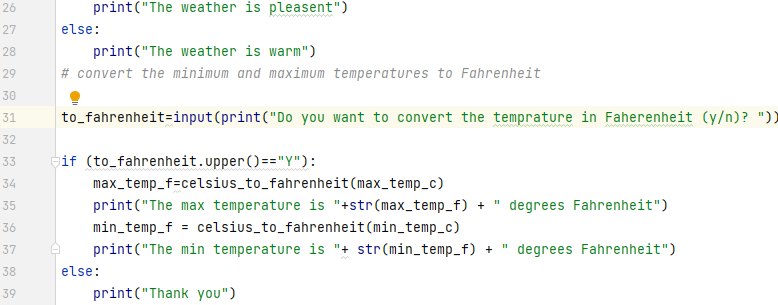 26 print("The weather is pleasent")
27 else:
28 print("The weather is warm")
29 # convert the minimum and maximum temperatures to Fahrenheit
30
31 to_fahrenheit=input(print("Do you want to convert the temprature in Faherenheit (y/n)? "))
32
33 if (to_fahrenheit.upper()=="Y"):
34 max_temp_f=celsius_to_fahrenheit(max_temp_c)
35 print("The max temperature is "+str(max_temp_f) + " degrees Fahrenheit")
36 min_temp_f = celsius_to_fahrenheit(min_temp_c)
37 print("The min temperature is "+ str(min_temp_f) + " degrees Fahrenheit")
38 else:
39 print("Thank you")